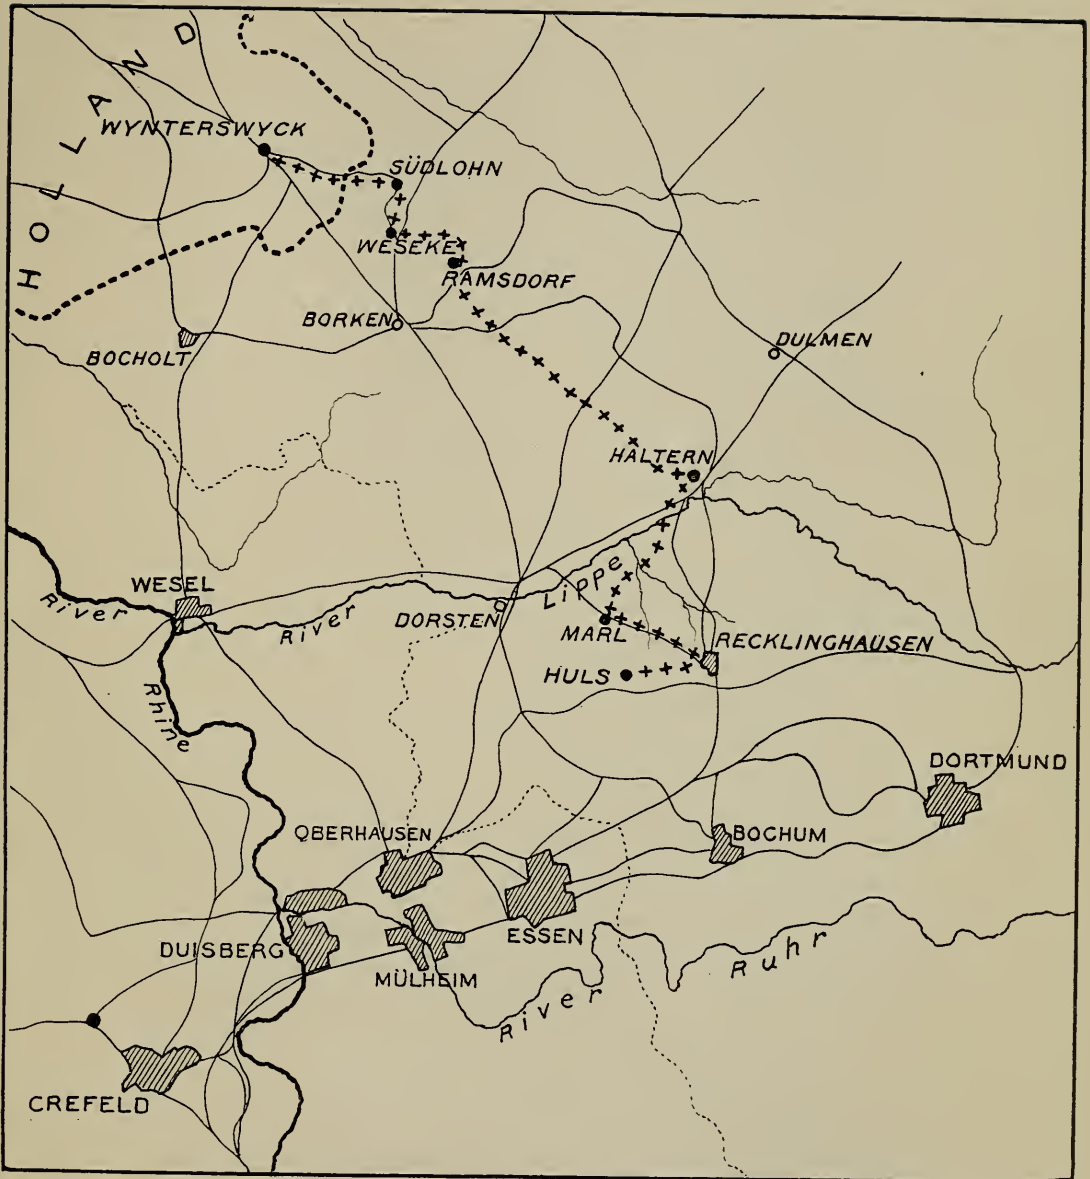 HOLLAND
WYNTERSWYCK
SÜDLOHN
WESEKE
RAMSDORF
BORKEN
BOCHOLT
DULMEN
HALTERN
WESEL
River
River
Lippe
DORSTEN
MARL
RECKLINGHAUSEN
HULS
Rhine
DORTMUND
OBERHAUSEN
BOCHUM
DUISBERG
ESSEN
MÜLHEIM
River
Ruhr
CREFELD